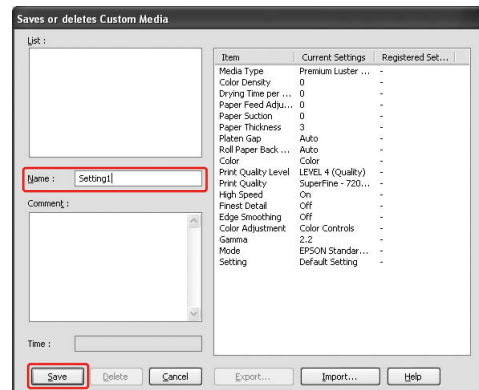 Saves or deletes Custom Media
List :
Item Current Settings Registered Set...
Media Type Premium Luster ... -
Color Density 0 -
Drying Time per ... 0 -
Paper Feed Adju... 0 -
Paper Suction 0 -
Paper Thickness 3 -
Platen Gap Auto -
Roll Paper Back ... Auto -
Color Color -
Print Quality Level LEVEL 4 (Quality) -
Print Quality SuperFine - 720... -
High Speed On -
Finest Detail Off -
Edge Smoothing Off -
Color Adjustment Color Controls -
Gamma 2.2 -
Mode EPSON Standar... -
Setting Default Setting -
Name : Setting1
Comment :
Time :
Save Delete Cancel Export... Import... Help